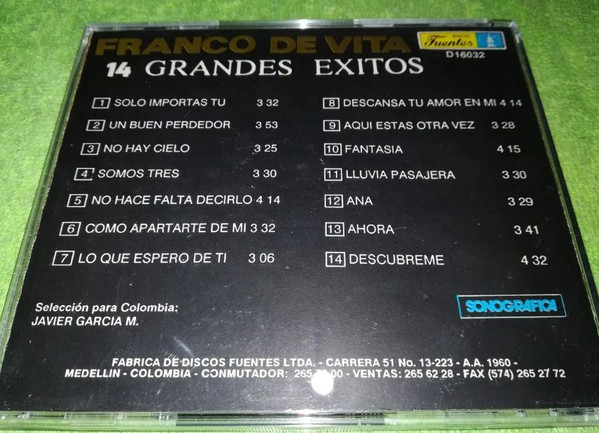 FRANCO DE VITA
Fuentes
D16032
14 GRANDES EXITOS
1 SOLO IMPORTAS TU 3 32
2 UN BUEN PERDEDOR 3 53
3 NO HAY CIELO 3 25
4 SOMOS TRES 3 30
5 NO HACE FALTA DECIRLO 4 14
6 COMO APARTARTE DE MI 3 32
7 LO QUE ESPERO DE TI 3 06
8 DESCANSA TU AMOR EN MI 4 14
9 AQUI ESTAS OTRA VEZ 3 28
10 FANTASIA 4 15
11 LLUVIA PASAJERA 3 30
12 ANA 3 29
13 AHORA 3 41
14 DESCUBREME 4 32
Selección para Colombia:
JAVIER GARCIA M.
SONOGRAFICA
FABRICA DE DISCOS FUENTES LTDA. - CARRERA 51 No. 13-223 - A.A. 1960 -
MEDELLIN - COLOMBIA - CONMUTADOR: 265 00 - VENTAS: 265 62 28 - FAX (574) 265 27 72